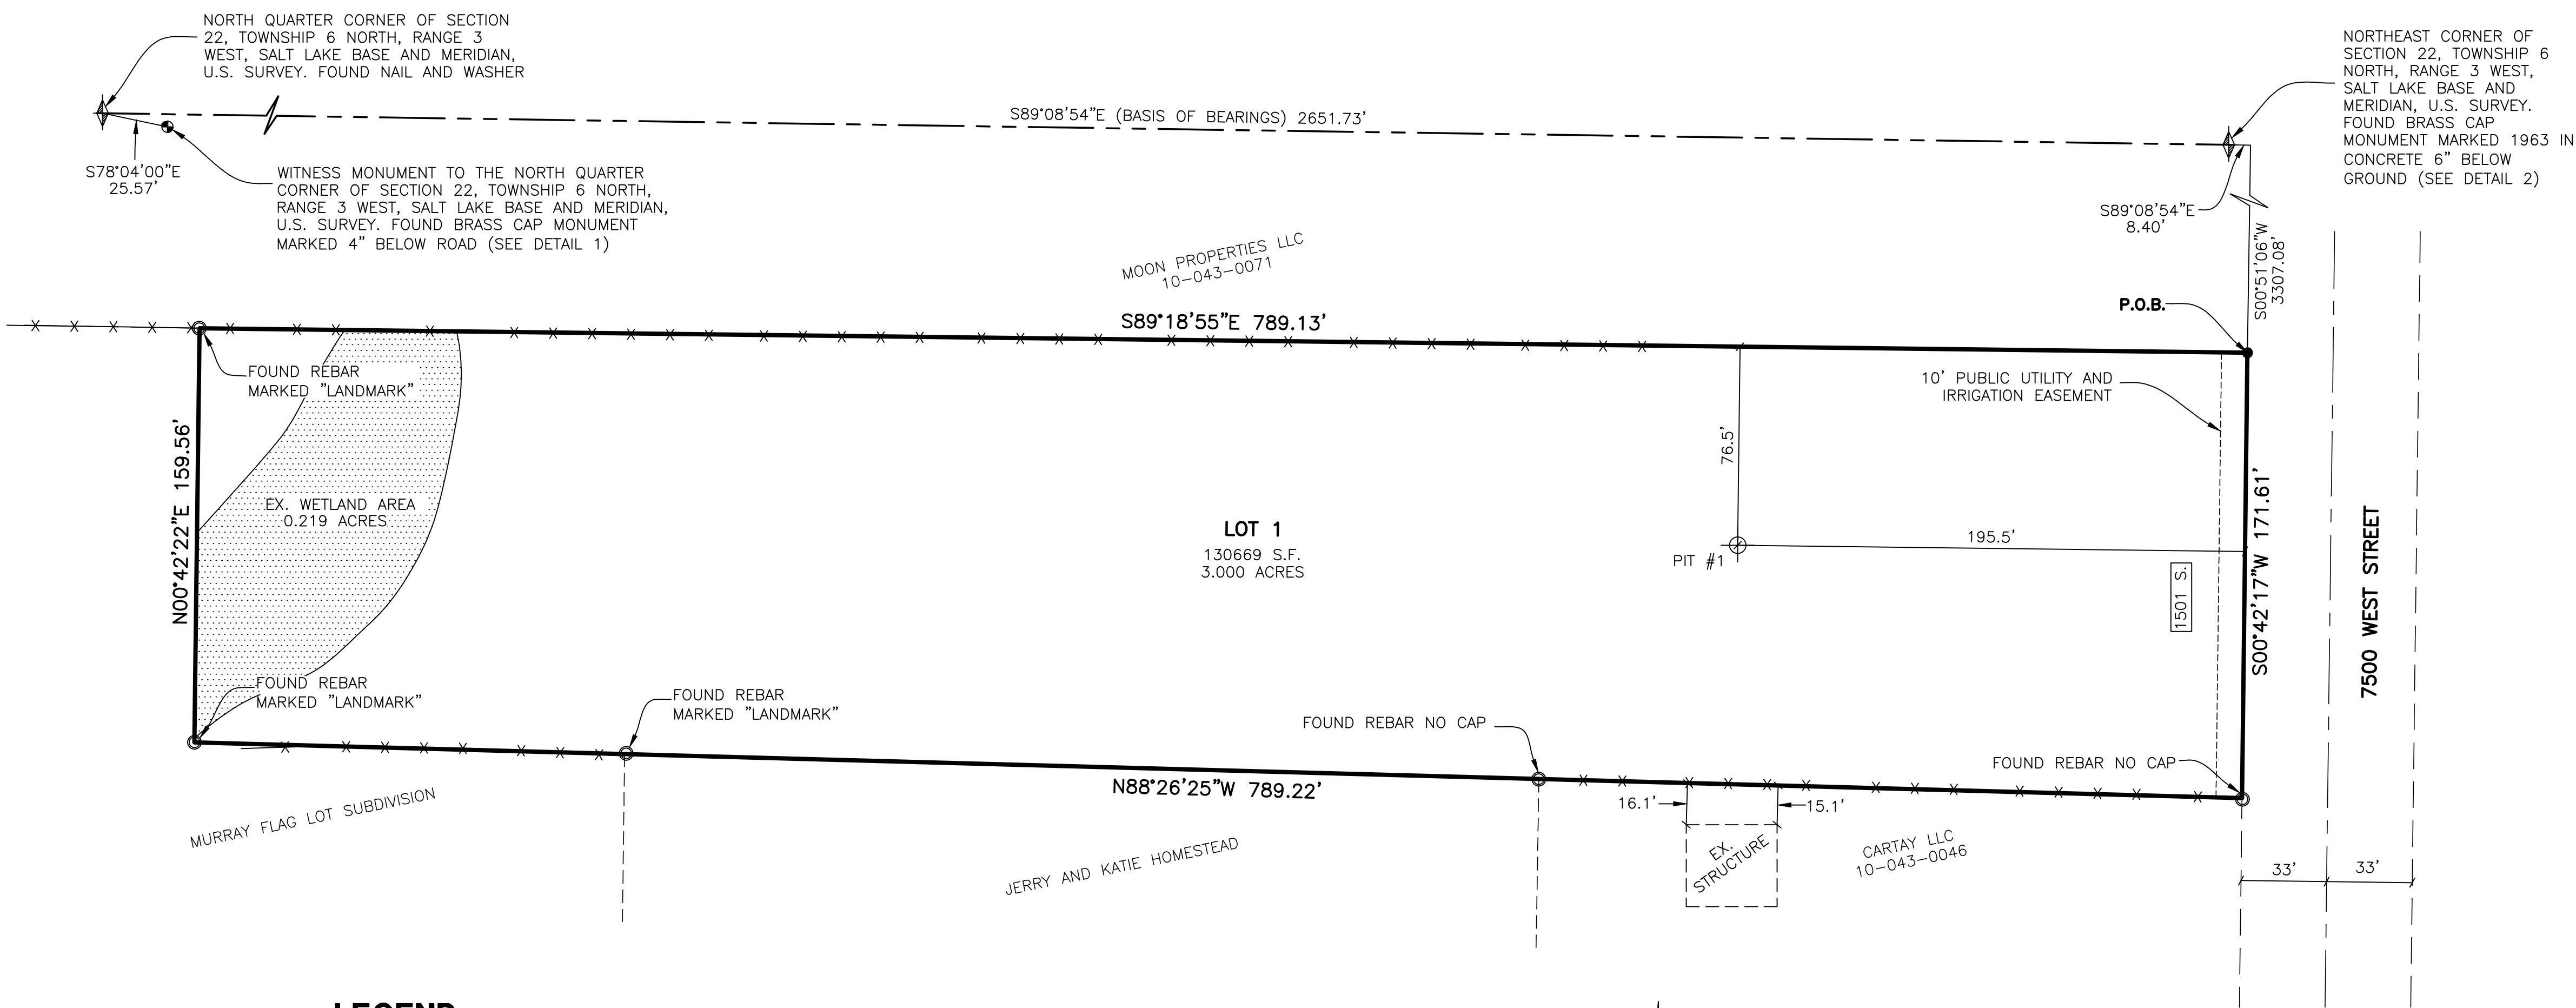 NORTH QUARTER CORNER OF SECTION
22, TOWNSHIP 6 NORTH, RANGE 3
WEST, SALT LAKE BASE AND MERIDIAN,
U.S. SURVEY. FOUND NAIL AND WASHER
NORTHEAST CORNER OF
SECTION 22, TOWNSHIP 6
NORTH, RANGE 3 WEST,
SALT LAKE BASE AND
MERIDIAN, U.S. SURVEY.
FOUND BRASS CAP
MONUMENT MARKED 1963 IN
CONCRETE 6" BELOW
GROUND (SEE DETAIL 2)
S89°08'54"E (BASIS OF BEARINGS) 2651.73'
S78°04'00"E
25.57'
WITNESS MONUMENT TO THE NORTH QUARTER
CORNER OF SECTION 22, TOWNSHIP 6 NORTH,
RANGE 3 WEST, SALT LAKE BASE AND MERIDIAN,
U.S. SURVEY. FOUND BRASS CAP MONUMENT
MARKED 4" BELOW ROAD (SEE DETAIL 1)
S89°08'54"E
8.40'
S00°51'06"W
3307.08'
MOON PROPERTIES LLC
10-043-0071
P.O.B.
S89°18'55"E 789.13'
FOUND REBAR
MARKED "LANDMARK"
10' PUBLIC UTILITY AND
IRRIGATION EASEMENT
N00°42'22"E 159.56'
76.5'
EX. WETLAND AREA
0.219 ACRES
LOT 1
130669 S.F.
3.000 ACRES
195.5'
PIT #1
1501 S.
S00°42'17"W 171.61'
7500 WEST STREET
FOUND REBAR
MARKED "LANDMARK"
FOUND REBAR
MARKED "LANDMARK"
FOUND REBAR NO CAP
FOUND REBAR NO CAP
N88°26'25"W 789.22'
16.1'
15.1'
MURRAY FLAG LOT SUBDIVISION
JERRY AND KATIE HOMESTEAD
EX.
STRUCTURE
CARTAY LLC
10-043-0046
33'
33'
LEGEND